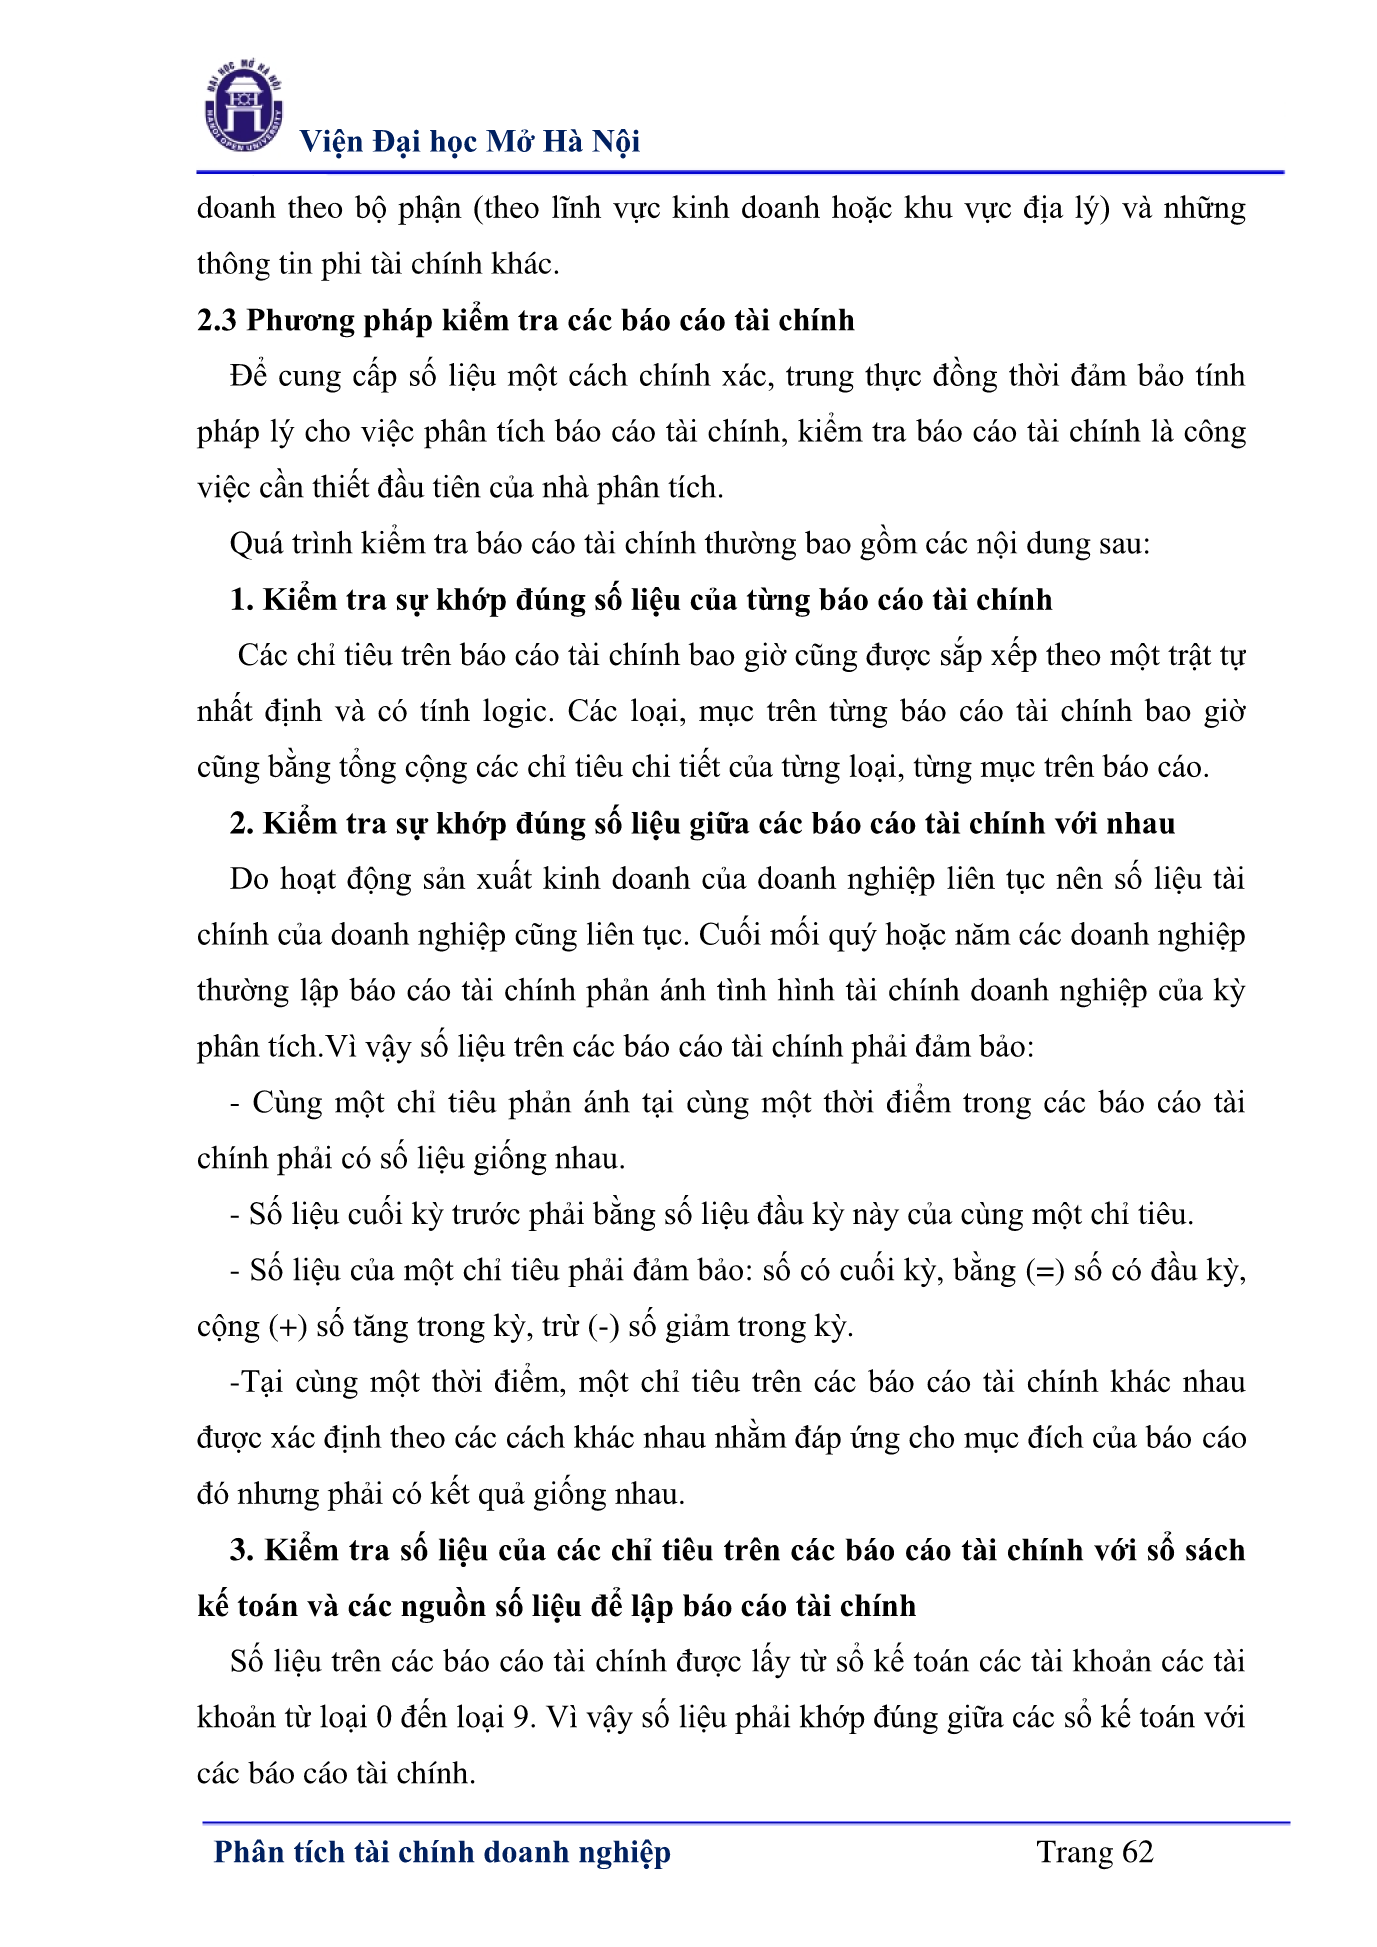 ĐẠI HỌC MỞ HÀ NỘI
HANOI OPEN UNIVERSITY
Viện Đại học Mở Hà Nội
doanh theo bộ phận (theo lĩnh vực kinh doanh hoặc khu vực địa lý) và những
thông tin phi tài chính khác.
2.3 Phương pháp kiểm tra các báo cáo tài chính
Để cung cấp số liệu một cách chính xác, trung thực đồng thời đảm bảo tính
pháp lý cho việc phân tích báo cáo tài chính, kiểm tra báo cáo tài chính là công
việc cần thiết đầu tiên của nhà phân tích.
Quá trình kiểm tra báo cáo tài chính thường bao gồm các nội dung sau:
1. Kiểm tra sự khớp đúng số liệu của từng báo cáo tài chính
Các chỉ tiêu trên báo cáo tài chính bao giờ cũng được sắp xếp theo một trật tự
nhất định và có tính logic. Các loại, mục trên từng báo cáo tài chính bao giờ
cũng bằng tổng cộng các chỉ tiêu chi tiết của từng loại, từng mục trên báo cáo.
2. Kiểm tra sự khớp đúng số liệu giữa các báo cáo tài chính với nhau
Do hoạt động sản xuất kinh doanh của doanh nghiệp liên tục nên số liệu tài
chính của doanh nghiệp cũng liên tục. Cuối mối quý hoặc năm các doanh nghiệp
thường lập báo cáo tài chính phản ánh tình hình tài chính doanh nghiệp của kỳ
phân tích.Vì vậy số liệu trên các báo cáo tài chính phải đảm bảo:
- Cùng một chỉ tiêu phản ánh tại cùng một thời điểm trong các báo cáo tài
chính phải có số liệu giống nhau.
- Số liệu cuối kỳ trước phải bằng số liệu đầu kỳ này của cùng một chỉ tiêu.
- Số liệu của một chỉ tiêu phải đảm bảo: số có cuối kỳ, bằng (=) số có đầu kỳ,
cộng (+) số tăng trong kỳ, trừ (-) số giảm trong kỳ.
-Tại cùng một thời điểm, một chỉ tiêu trên các báo cáo tài chính khác nhau
được xác định theo các cách khác nhau nhằm đáp ứng cho mục đích của báo cáo
đó nhưng phải có kết quả giống nhau.
3. Kiểm tra số liệu của các chỉ tiêu trên các báo cáo tài chính với sổ sách
kế toán và các nguồn số liệu để lập báo cáo tài chính
Số liệu trên các báo cáo tài chính được lấy từ sổ kế toán các tài khoản các tài
khoản từ loại 0 đến loại 9. Vì vậy số liệu phải khớp đúng giữa các sổ kế toán với
các báo cáo tài chính.
Phân tích tài chính doanh nghiệp Trang 62